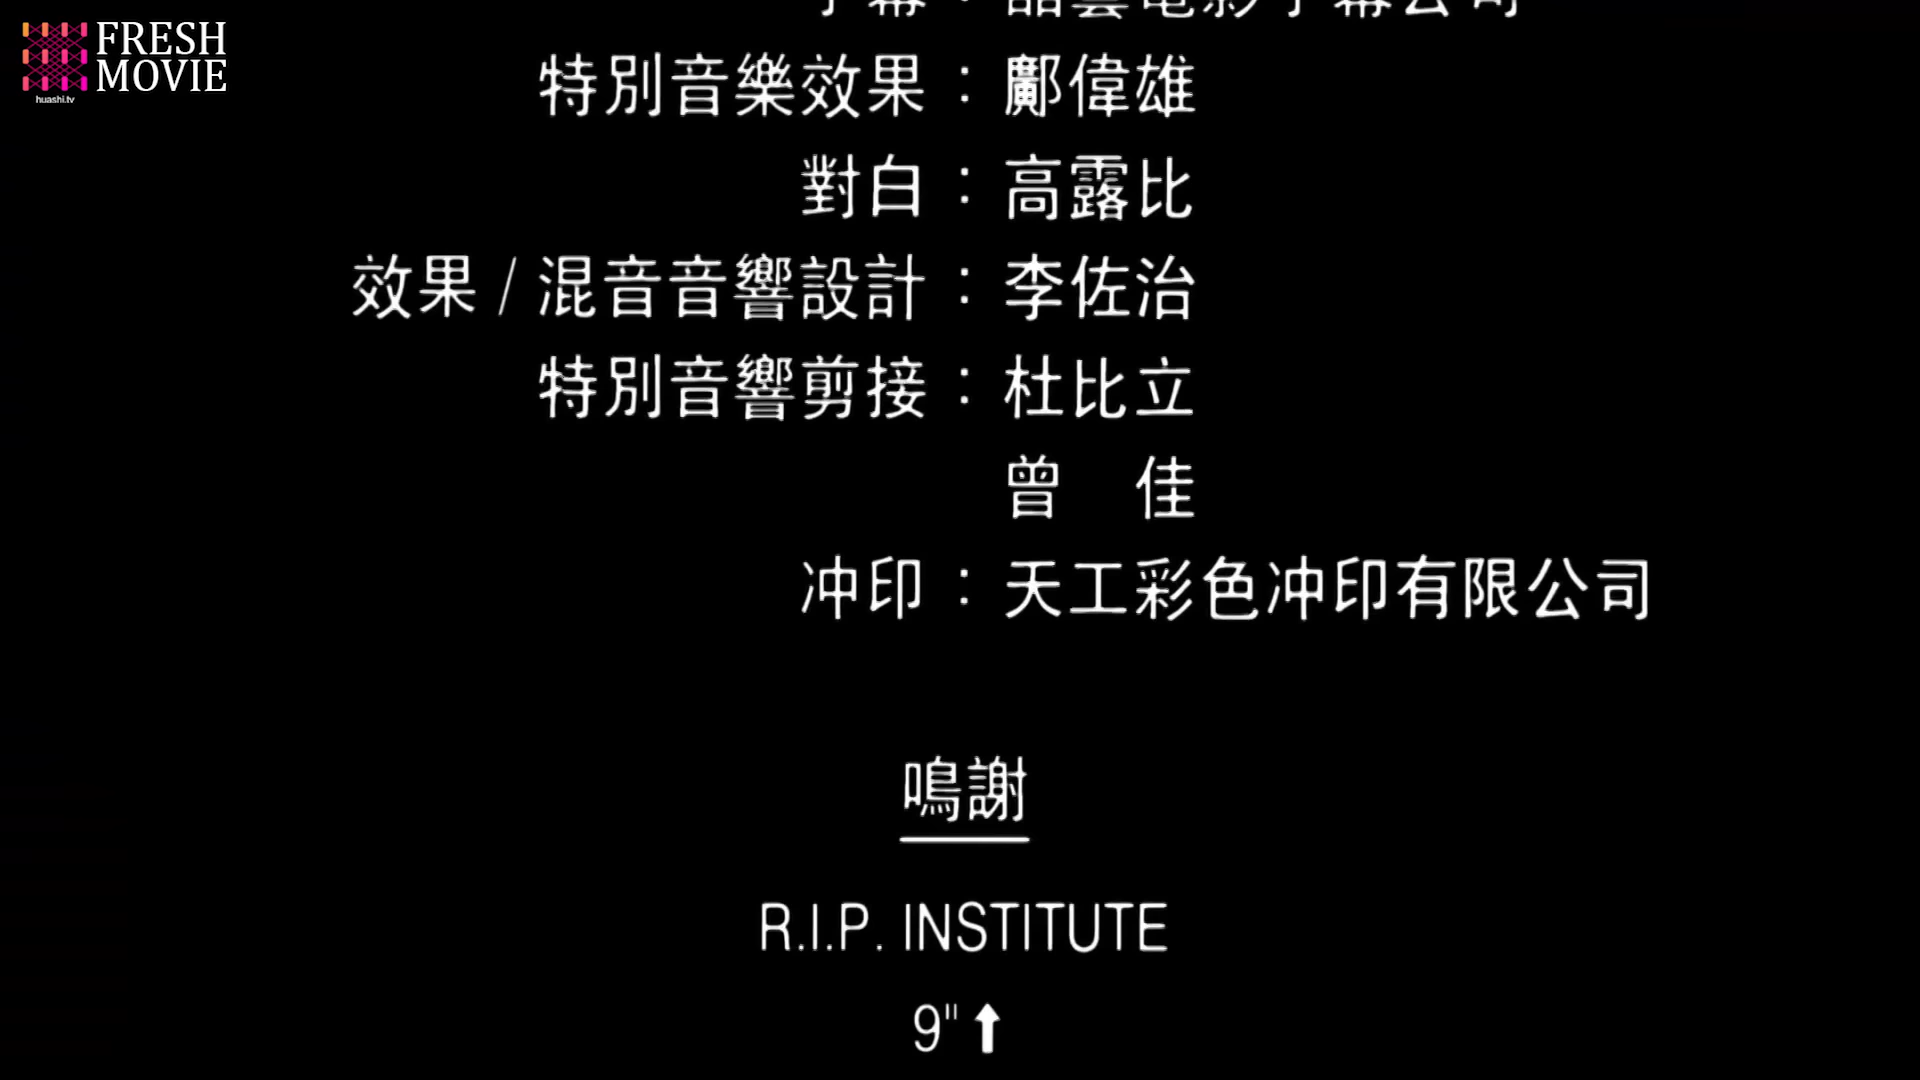 FRESH
MOVIE
huashi.tv
特別音樂效果：鄺偉雄
對白：高露比
效果 / 混音音響設計：李佐治
特別音響剪接：杜比立
曾　佳
冲印：天工彩色冲印有限公司
鳴謝
R.I.P. INSTITUTE
9"⬆